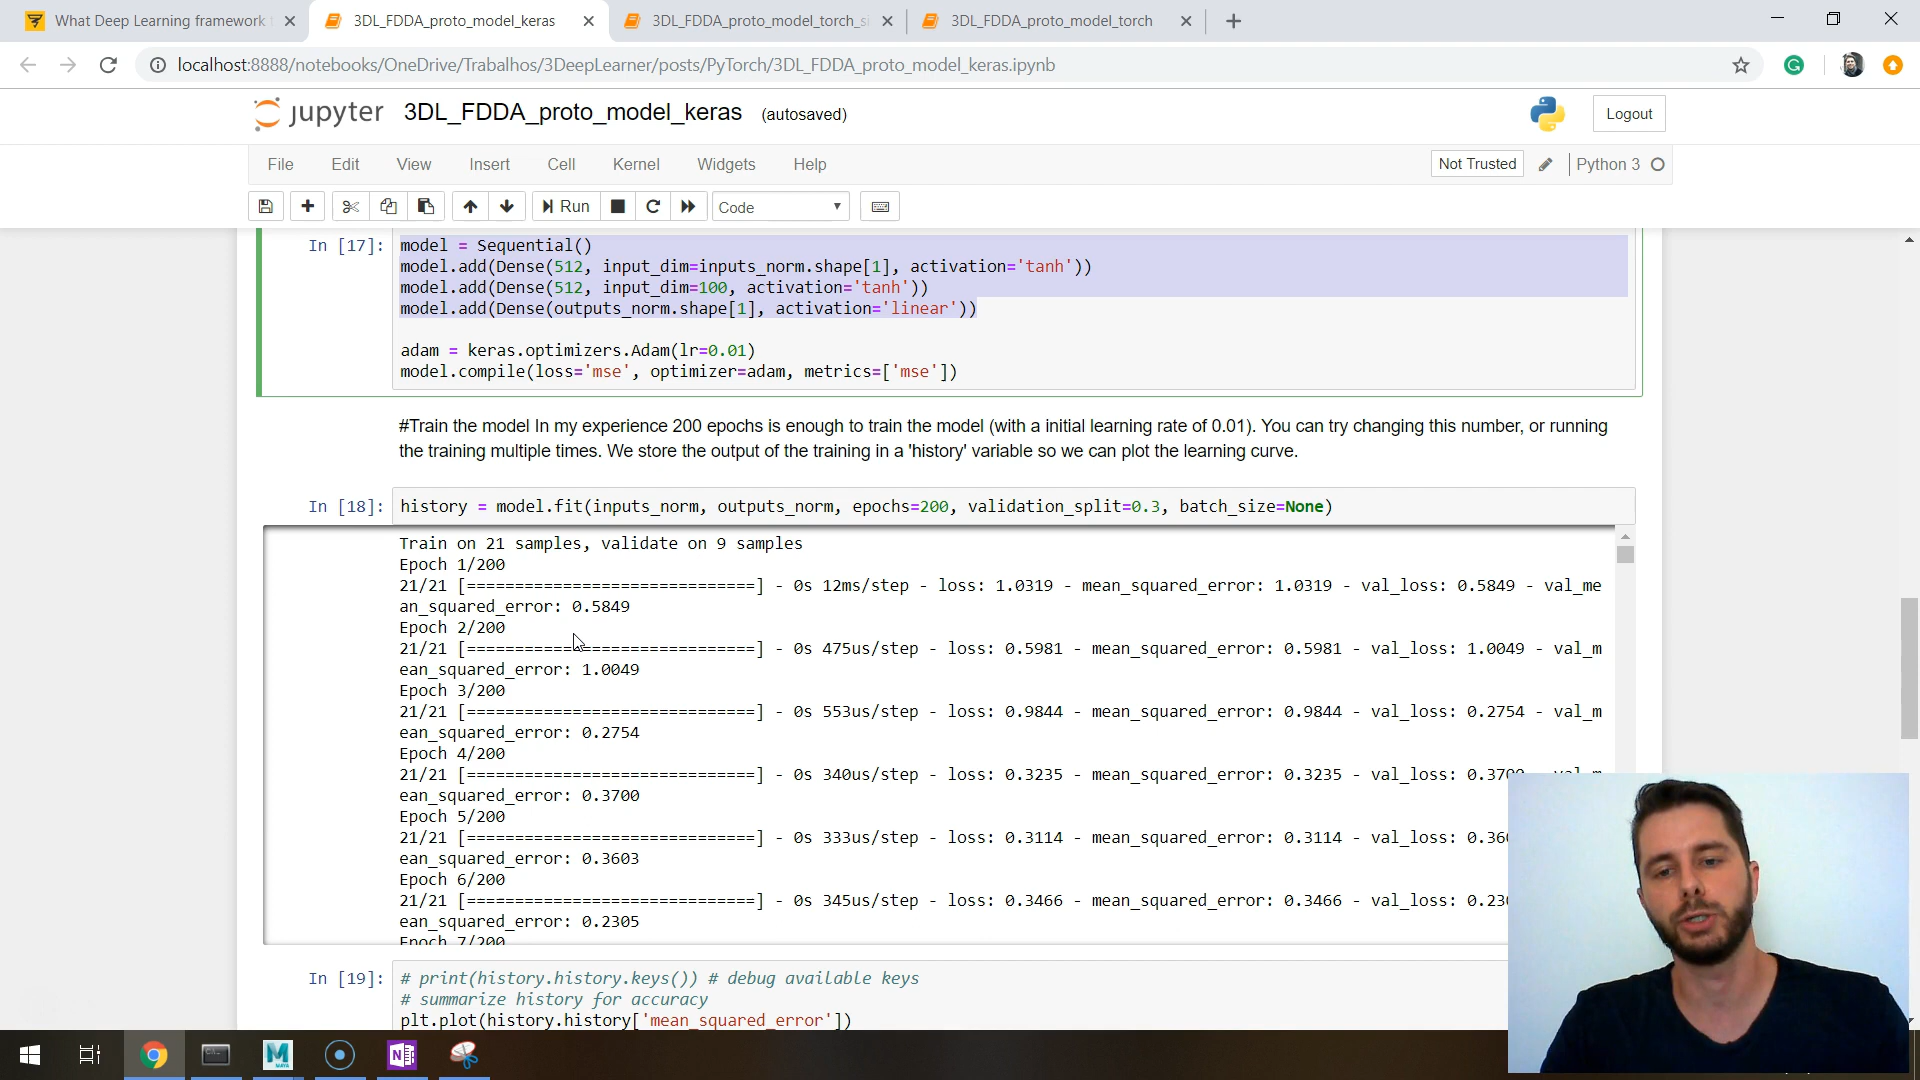 What Deep Learning framework
3DL_FDDA_proto_model_keras
3DL_FDDA_proto_model_torch_si
3DL_FDDA_proto_model_torch
localhost:8888/notebooks/OneDrive/Trabalhos/3DeepLearner/posts/PyTorch/3DL_FDDA_proto_model_keras.ipynb
jupyter 3DL_FDDA_proto_model_keras (autosaved)
Logout
File Edit View Insert Cell Kernel Widgets Help
Not Trusted
Python 3
Run
Code
In [17]: model = Sequential()
model.add(Dense(512, input_dim=inputs_norm.shape[1], activation='tanh'))
model.add(Dense(512, input_dim=100, activation='tanh'))
model.add(Dense(outputs_norm.shape[1], activation='linear'))
adam = keras.optimizers.Adam(lr=0.01)
model.compile(loss='mse', optimizer=adam, metrics=['mse'])
#Train the model In my experience 200 epochs is enough to train the model (with a initial learning rate of 0.01). You can try changing this number, or running
the training multiple times. We store the output of the training in a 'history' variable so we can plot the learning curve.
In [18]: history = model.fit(inputs_norm, outputs_norm, epochs=200, validation_split=0.3, batch_size=None)
Train on 21 samples, validate on 9 samples
Epoch 1/200
21/21 [==============================] - 0s 12ms/step - loss: 1.0319 - mean_squared_error: 1.0319 - val_loss: 0.5849 - val_me
an_squared_error: 0.5849
Epoch 2/200
21/21 [==============================] - 0s 475us/step - loss: 0.5981 - mean_squared_error: 0.5981 - val_loss: 1.0049 - val_m
ean_squared_error: 1.0049
Epoch 3/200
21/21 [==============================] - 0s 553us/step - loss: 0.9844 - mean_squared_error: 0.9844 - val_loss: 0.2754 - val_m
ean_squared_error: 0.2754
Epoch 4/200
21/21 [==============================] - 0s 340us/step - loss: 0.3235 - mean_squared_error: 0.3235 - val_loss: 0.3700 - val_m
ean_squared_error: 0.3700
Epoch 5/200
21/21 [==============================] - 0s 333us/step - loss: 0.3114 - mean_squared_error: 0.3114 - val_loss: 0.360
ean_squared_error: 0.3603
Epoch 6/200
21/21 [==============================] - 0s 345us/step - loss: 0.3466 - mean_squared_error: 0.3466 - val_loss: 0.230
ean_squared_error: 0.2305
Epoch 7/200
In [19]: # print(history.history.keys()) # debug available keys
# summarize history for accuracy
plt.plot(history.history['mean_squared_error'])